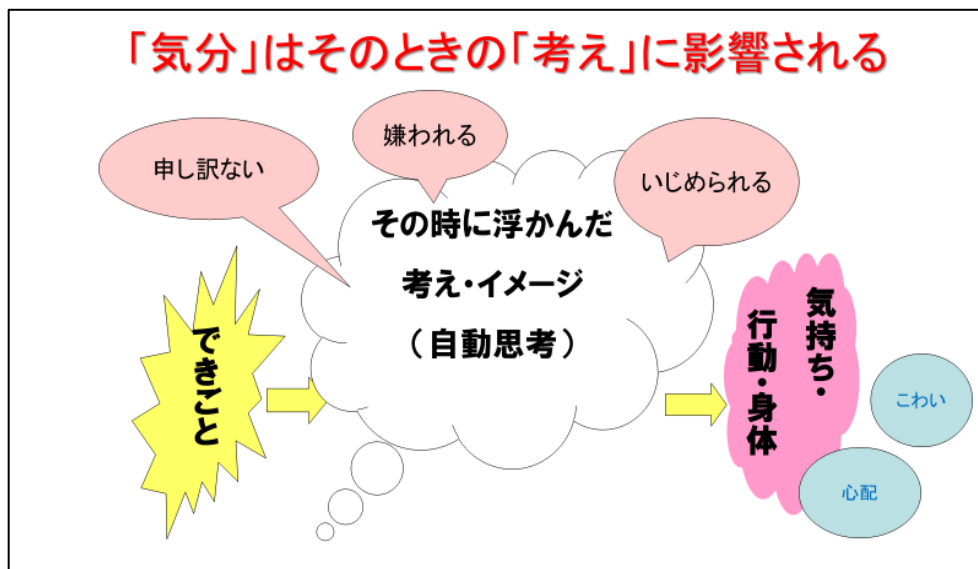 「気分」はそのときの「考え」に影響される
申し訳ない
嫌われる
いじめられる
その時に浮かんだ
考え・イメージ
（自動思考）
できごと
気持ち・
行動・身体
こわい
心配